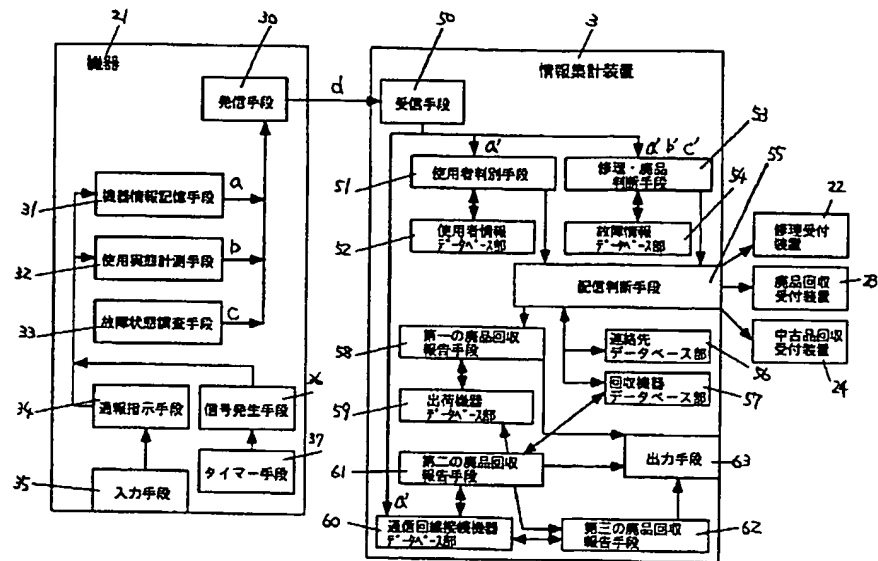 21
30
50
3
機器
発信手段
d
受信手段
情報集計装置
53
a'
a' b' c'
55
51
使用者判別手段
修理・廃品
判断手段
54
22
31
機器情報記憶手段
a
52
使用者情報
データベース部
故障情報
データベース部
修理受付
装置
32
使用実態計測手段
b
配信判断手段
廃品回収
受付装置
23
33
故障状態調査手段
c
58
第一の廃品回収
報告手段
連絡先
データベース部
56
中古品回収
受付装置
24
34
通報指示手段
信号発生手段
36
59
出荷機器
データベース部
回収機器
データベース部
57
35
入力手段
タイマー手段
37
61
第二の廃品回収
報告手段
出力手段
63
a'
60
通信回線接続機器
データベース部
第三の廃品回収
報告手段
62